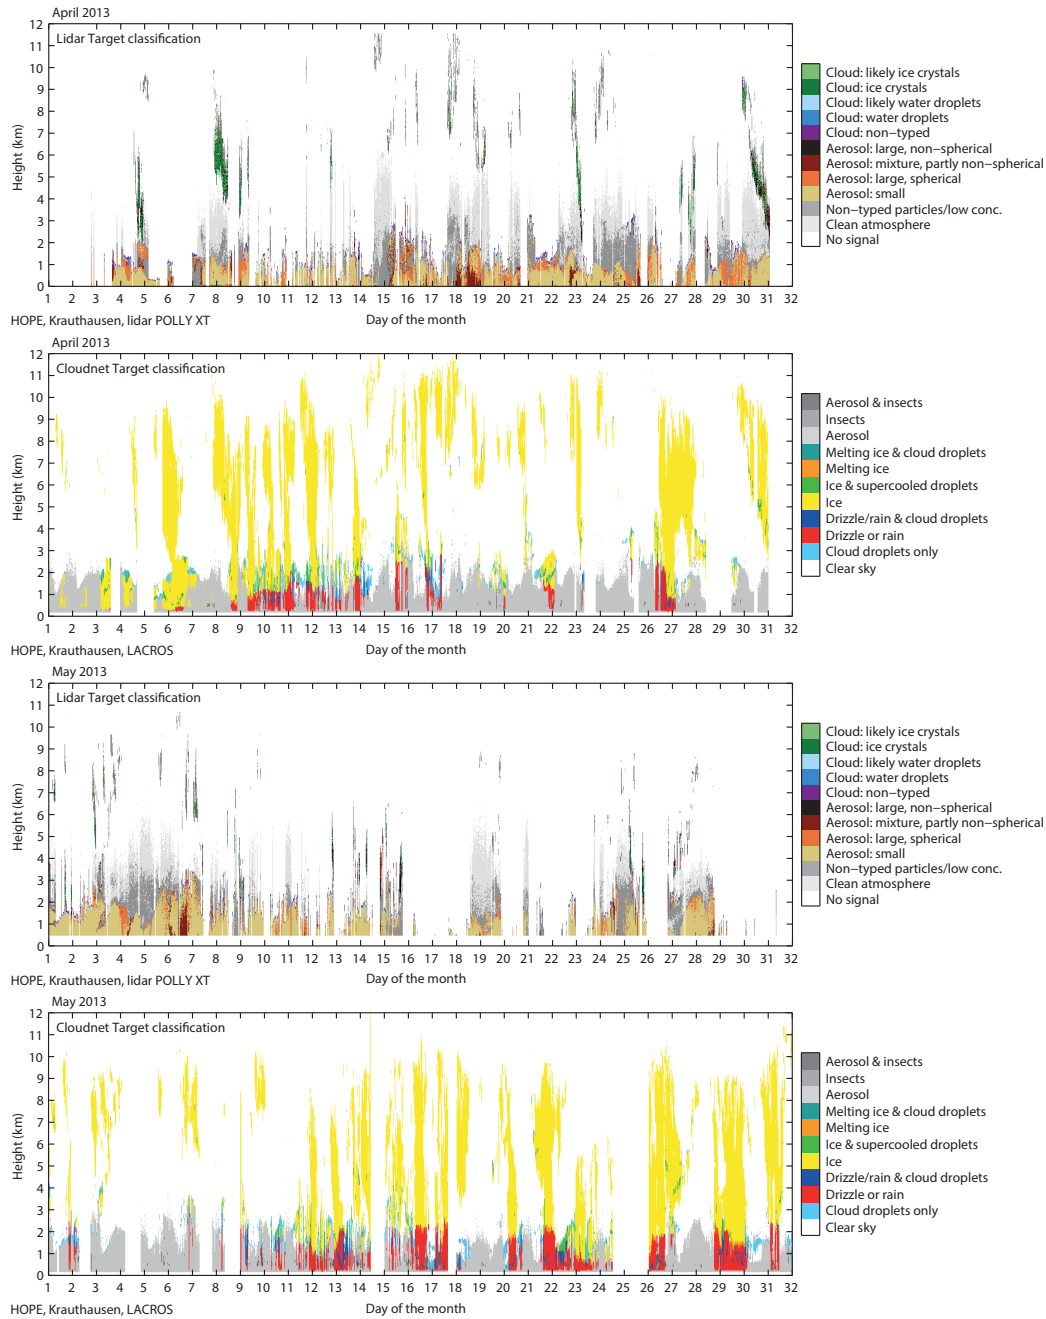 April 2013
Lidar Target classification
12
11
10
9
8
7
6
5
4
3
2
1
0
Height (km)
1 2 3 4 5 6 7 8 9 10 11 12 13 14 15 16 17 18 19 20 21 22 23 24 25 26 27 28 29 30 31 32
HOPE, Krauthausen, lidar POLLY XT
Day of the month
Cloud: likely ice crystals
Cloud: ice crystals
Cloud: likely water droplets
Cloud: water droplets
Cloud: non−typed
Aerosol: large, non−spherical
Aerosol: mixture, partly non−spherical
Aerosol: large, spherical
Aerosol: small
Non−typed particles/low conc.
Clean atmosphere
No signal
April 2013
Cloudnet Target classification
12
11
10
9
8
7
6
5
4
3
2
1
0
Height (km)
1 2 3 4 5 6 7 8 9 10 11 12 13 14 15 16 17 18 19 20 21 22 23 24 25 26 27 28 29 30 31 32
HOPE, Krauthausen, LACROS
Day of the month
Aerosol & insects
Insects
Aerosol
Melting ice & cloud droplets
Melting ice
Ice & supercooled droplets
Ice
Drizzle/rain & cloud droplets
Drizzle or rain
Cloud droplets only
Clear sky
May 2013
Lidar Target classification
12
11
10
9
8
7
6
5
4
3
2
1
0
Height (km)
1 2 3 4 5 6 7 8 9 10 11 12 13 14 15 16 17 18 19 20 21 22 23 24 25 26 27 28 29 30 31 32
HOPE, Krauthausen, lidar POLLY XT
Day of the month
Cloud: likely ice crystals
Cloud: ice crystals
Cloud: likely water droplets
Cloud: water droplets
Cloud: non−typed
Aerosol: large, non−spherical
Aerosol: mixture, partly non−spherical
Aerosol: large, spherical
Aerosol: small
Non−typed particles/low conc.
Clean atmosphere
No signal
May 2013
Cloudnet Target classification
12
11
10
9
8
7
6
5
4
3
2
1
0
Height (km)
1 2 3 4 5 6 7 8 9 10 11 12 13 14 15 16 17 18 19 20 21 22 23 24 25 26 27 28 29 30 31 32
HOPE, Krauthausen, LACROS
Day of the month
Aerosol & insects
Insects
Aerosol
Melting ice & cloud droplets
Melting ice
Ice & supercooled droplets
Ice
Drizzle/rain & cloud droplets
Drizzle or rain
Cloud droplets only
Clear sky